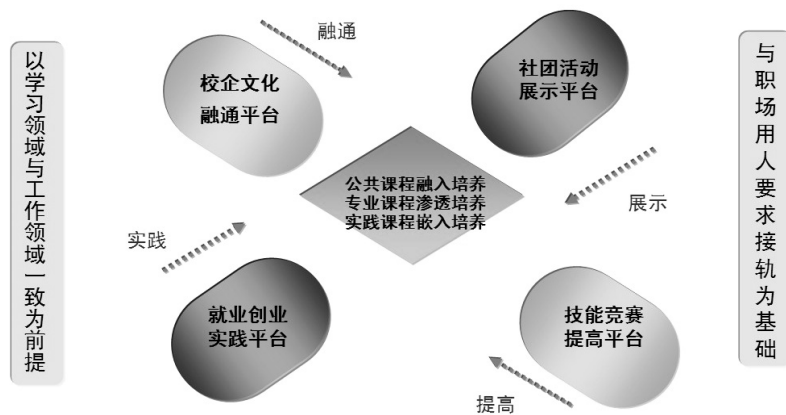 以学习领域与工作领域一致为前提
融通
校企文化
融通平台
社团活动
展示平台
公共课程融入培养
专业课程渗透培养
实践课程嵌入培养
实践
展示
就业创业
实践平台
技能竞赛
提高平台
提高
与职场用人要求接轨为基础